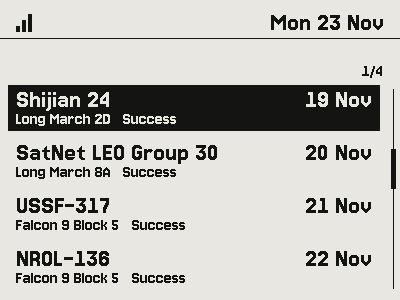 Mon 23 Nov
1/4
Shijian 24 19 Nov
Long March 2D Success
SatNet LEO Group 30 20 Nov
Long March 8A Success
USSF-317 21 Nov
Falcon 9 Block 5 Success
NROL-136 22 Nov
Falcon 9 Block 5 Success